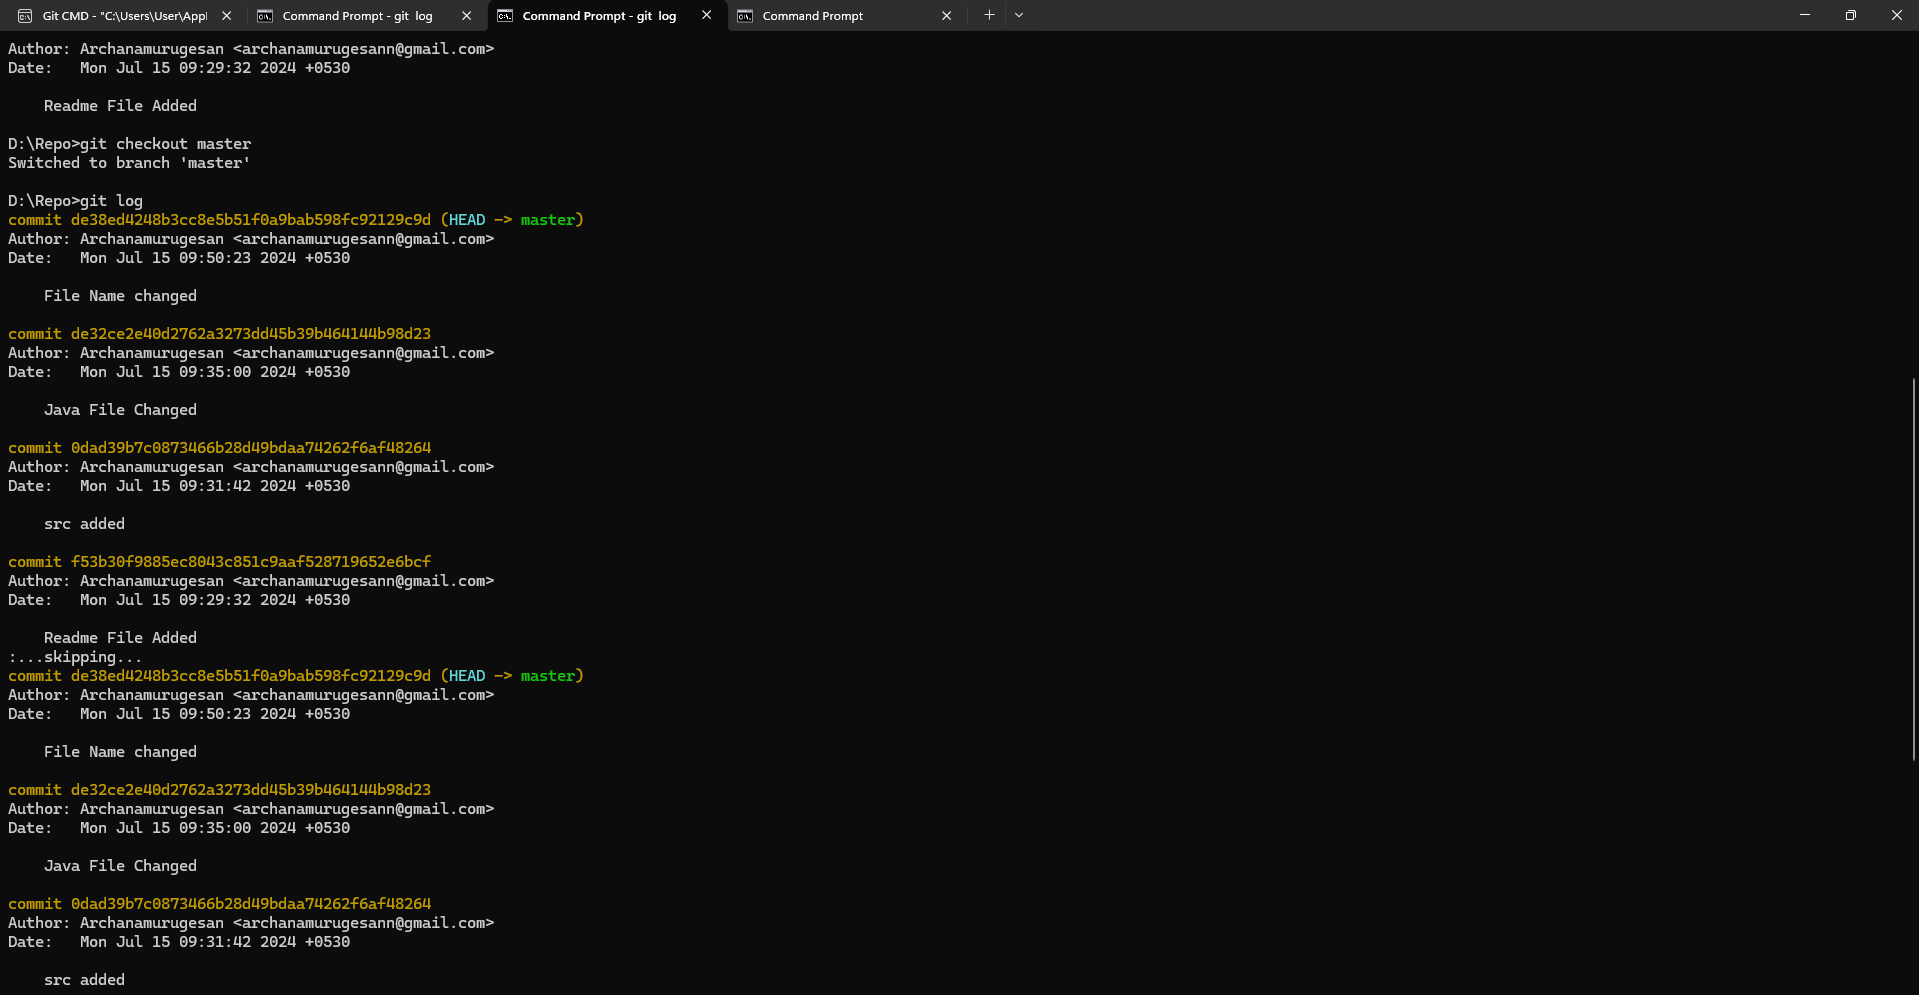 Git CMD - "C:\Users\User\Appl
Command Prompt - git log
Command Prompt - git log
Command Prompt
Author: Archanamurugesan <archanamurugesann@gmail.com>
Date:   Mon Jul 15 09:29:32 2024 +0530
    Readme File Added
D:\Repo>git checkout master
Switched to branch 'master'
D:\Repo>git log
commit de38ed4248b3cc8e5b51f0a9bab598fc92129c9d (HEAD -> master)
Author: Archanamurugesan <archanamurugesann@gmail.com>
Date:   Mon Jul 15 09:50:23 2024 +0530
    File Name changed
commit de32ce2e40d2762a3273dd45b39b464144b98d23
Author: Archanamurugesan <archanamurugesann@gmail.com>
Date:   Mon Jul 15 09:35:00 2024 +0530
    Java File Changed
commit 0dad39b7c0873466b28d49bdaa74262f6af48264
Author: Archanamurugesan <archanamurugesann@gmail.com>
Date:   Mon Jul 15 09:31:42 2024 +0530
    src added
commit f53b30f9885ec8043c851c9aaf528719652e6bcf
Author: Archanamurugesan <archanamurugesann@gmail.com>
Date:   Mon Jul 15 09:29:32 2024 +0530
    Readme File Added
:...skipping...
commit de38ed4248b3cc8e5b51f0a9bab598fc92129c9d (HEAD -> master)
Author: Archanamurugesan <archanamurugesann@gmail.com>
Date:   Mon Jul 15 09:50:23 2024 +0530
    File Name changed
commit de32ce2e40d2762a3273dd45b39b464144b98d23
Author: Archanamurugesan <archanamurugesann@gmail.com>
Date:   Mon Jul 15 09:35:00 2024 +0530
    Java File Changed
commit 0dad39b7c0873466b28d49bdaa74262f6af48264
Author: Archanamurugesan <archanamurugesann@gmail.com>
Date:   Mon Jul 15 09:31:42 2024 +0530
    src added